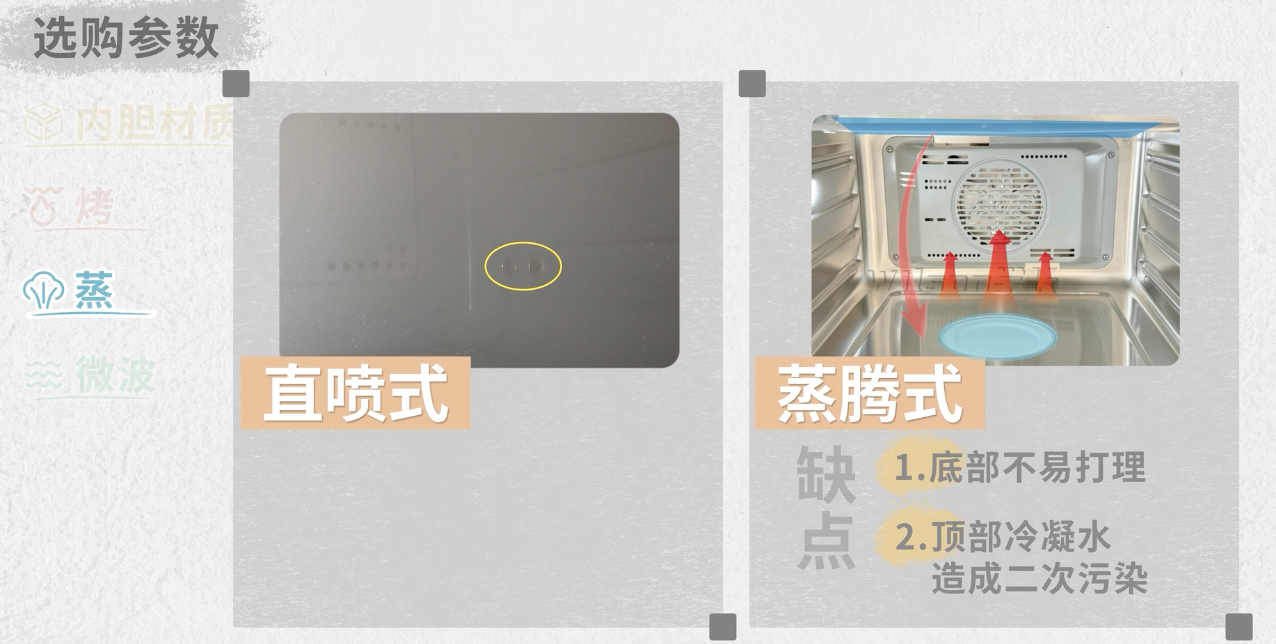 选购参数
内胆材质
烤
蒸
微波
直喷式
蒸腾式
缺点
1.底部不易打理
2.顶部冷凝水
造成二次污染